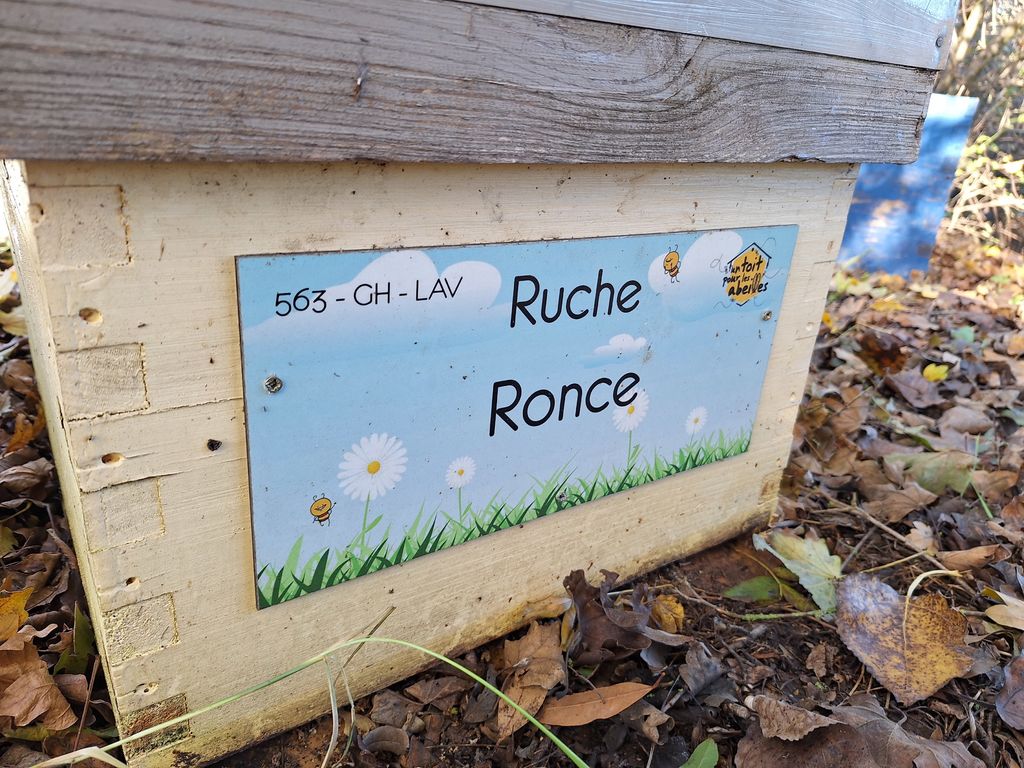 563 - GH - LAV
Ruche
Ronce
un toit
pour les
abeilles